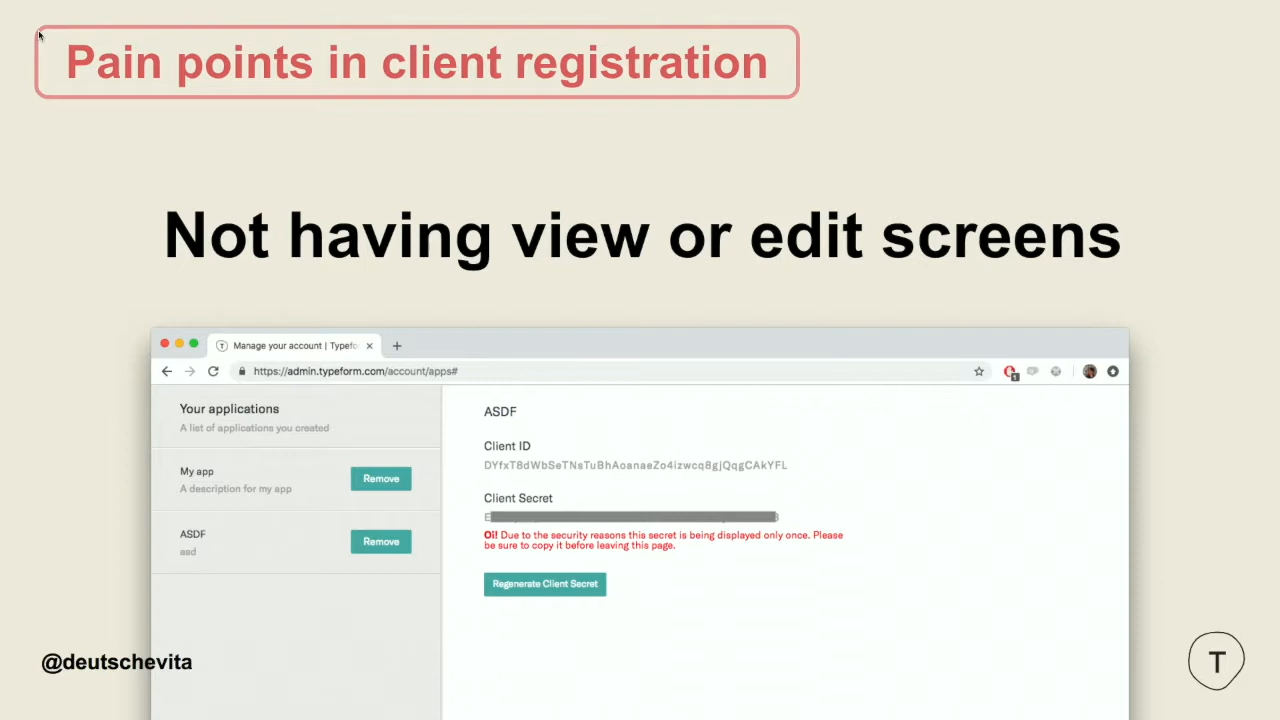 Pain points in client registration
Not having view or edit screens
Manage your account | Typefo
https://admin.typeform.com/account/apps#
1
Your applications
A list of applications you created
My app
A description for my app
Remove
ASDF
asd
Remove
ASDF
Client ID
DYfxT8dWbSeTNsTuBhAoanaeZo4izwcq8gjQqgCAkYFL
Client Secret
Oi! Due to the security reasons this secret is being displayed only once. Please
be sure to copy it before leaving this page.
Regenerate Client Secret
@deutschevita
T